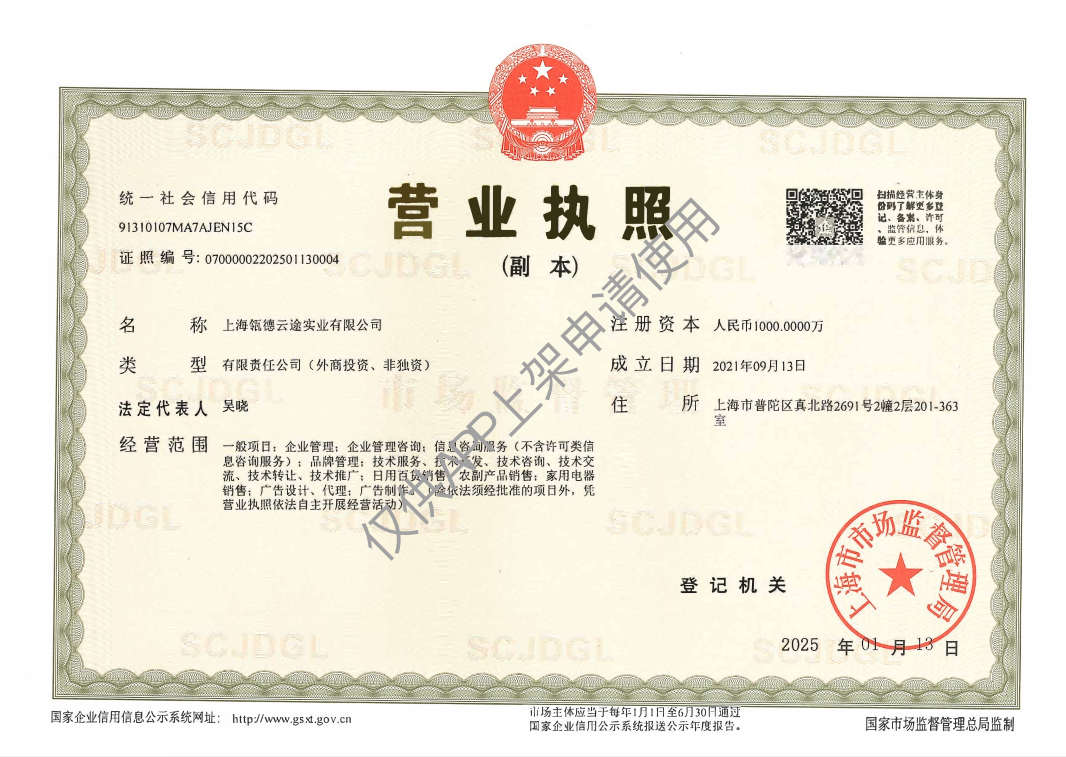 统一社会信用代码
91310107MA7AJEN15C
证照编号: 07000002202501130004
营业执照
(副 本)
扫描经营主体身
份码了解更多登
记、备案、许可
、监管信息,体
验更多应用服务。
名 称 上海瓴德云途实业有限公司
类 型 有限责任公司(外商投资、非独资)
法定代表人 吴晓
经营范围 一般项目:企业管理;企业管理咨询;信息咨询服务(不含许可类信
息咨询服务);品牌管理;技术服务、技术开发、技术咨询、技术交
流、技术转让、技术推广;日用百货销售;农副产品销售;家用电器
销售;广告设计、代理;广告制作。(除依法须经批准的项目外,凭
营业执照依法自主开展经营活动)
注册资本 人民币1000.0000万
成立日期 2021年09月13日
住 所 上海市普陀区真北路2691号2幢2层201-363
室
仅供APP上架申请使用
登记机关
上海市市场监督管理局
2025 年 01 月 13 日
SCJDGL
市场监督管理
国家企业信用信息公示系统网址: http://www.gsxt.gov.cn
市场主体应当于每年1月1日至6月30日通过
国家企业信用公示系统报送公示年度报告。
国家市场监督管理总局监制